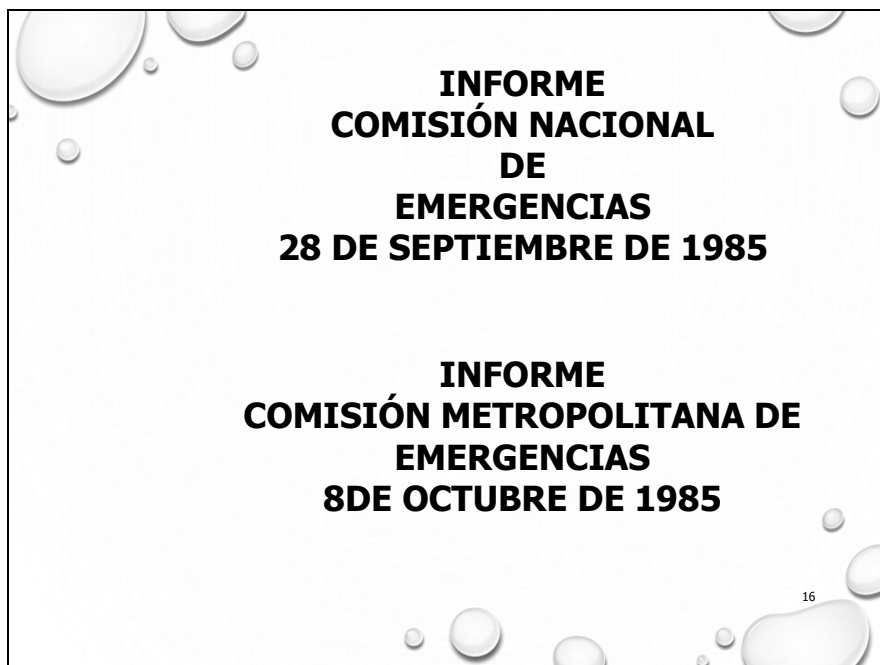 INFORME
COMISIÓN NACIONAL
DE
EMERGENCIAS
28 DE SEPTIEMBRE DE 1985
INFORME
COMISIÓN METROPOLITANA DE
EMERGENCIAS
8DE OCTUBRE DE 1985
16